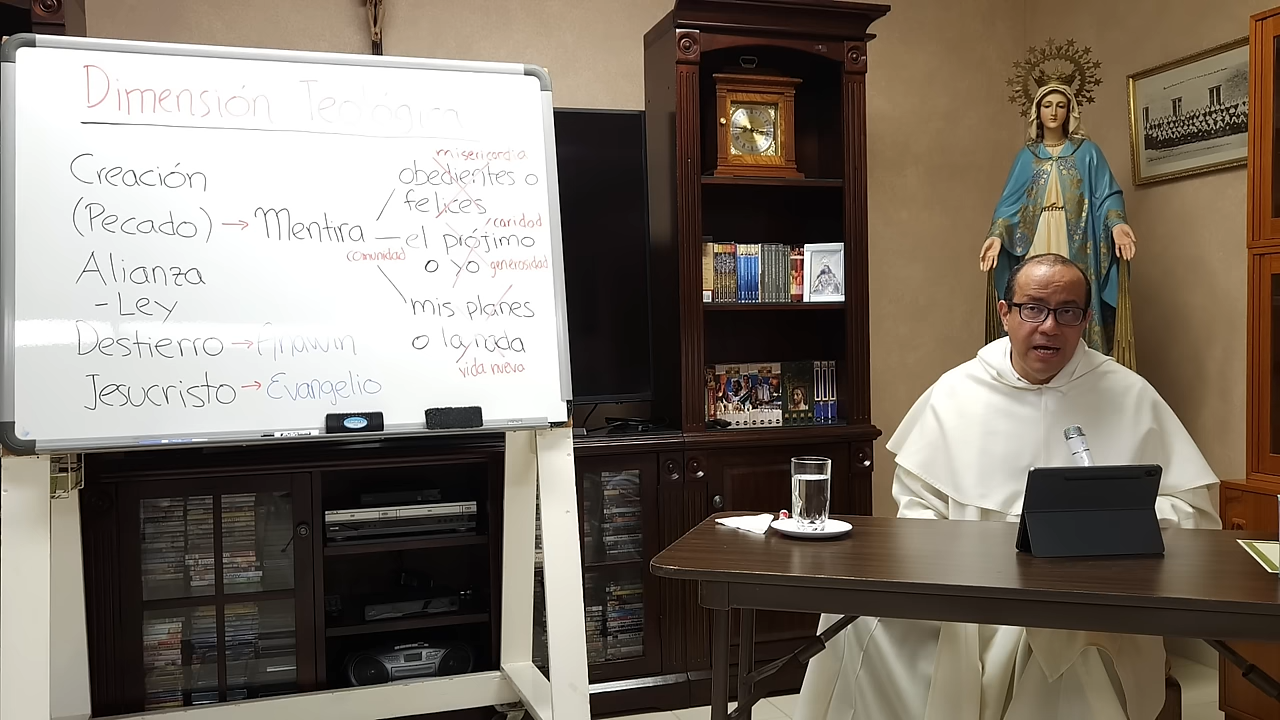 Dimensión Teológica
Creación
(Pecado) → Mentira
Alianza
- Ley
Destierro → Anawin
Jesucristo → Evangelio
misericordia
obedientes o
felices
caridad
el prójimo
comunidad
o yo generosidad
mis planes
o la nada
vida nueva